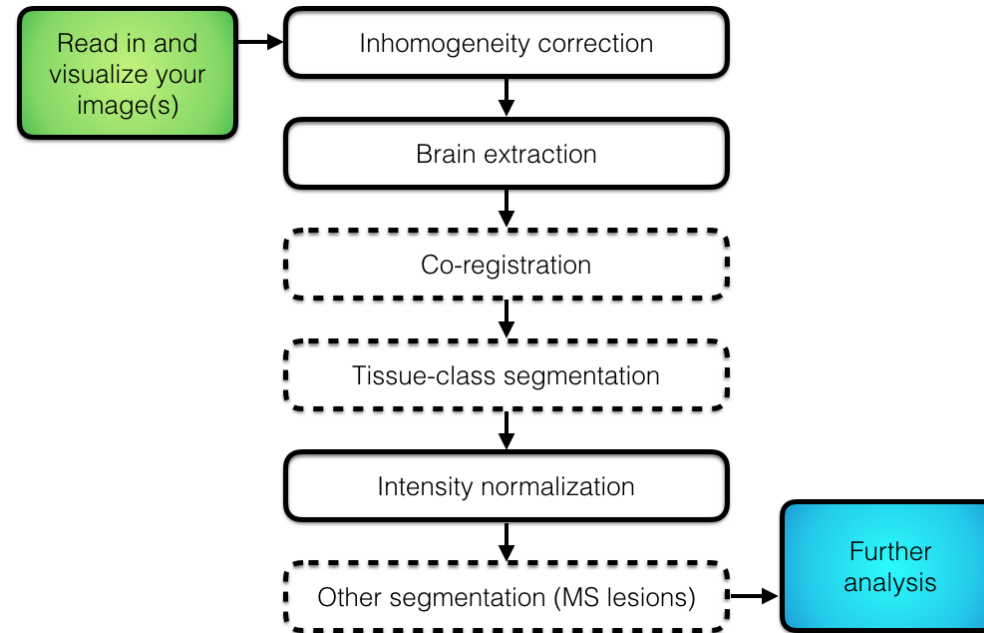 Read in and
visualize your
image(s)
Inhomogeneity correction
Brain extraction
Co-registration
Tissue-class segmentation
Intensity normalization
Other segmentation (MS lesions)
Further
analysis